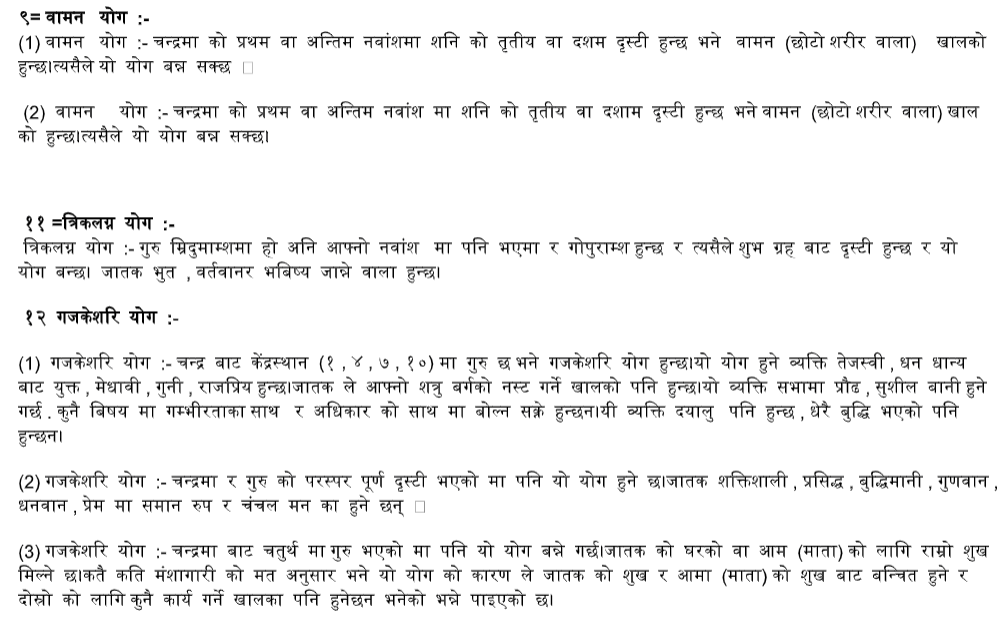 ९= वामन योग :-
(1) वामन योग :- चन्द्रमा को प्रथम वा अन्तिम नवांशमा शनि को तृतीय वा दशम दृस्टी हुन्छ भने वामन (छोटो शरीर वाला) खालको
हुन्छ।त्यसैले यो योग बन्न सक्छ □
(2) वामन योग :- चन्द्रमा को प्रथम वा अन्तिम नवांश मा शनि को तृतीय वा दशाम दृस्टी हुन्छ भने वामन (छोटो शरीर वाला) खाल
को हुन्छ।त्यसैले यो योग बन्न सक्छ।
११ =त्रिकलग्न योग :-
त्रिकलग्न योग :- गुरु म्रिदुमाम्शमा हो अनि आफ्नो नवांश मा पनि भएमा र गोपुराम्श हुन्छ र त्यसैले शुभ ग्रह बाट दृस्टी हुन्छ र यो
योग बन्छ। जातक भुत , वर्तवानर भबिष्य जान्ने वाला हुन्छ।
१२ गजकेशरि योग :-
(1) गजकेशरि योग :- चन्द्र बाट केंद्रस्थान (१ , ४ , ७ , १०) मा गुरु छ भने गजकेशरि योग हुन्छ।यो योग हुने व्यक्ति तेजस्वी , धन धान्य
बाट युक्त , मेधावी , गुनी , राजप्रिय हुन्छ।जातक ले आफ्नो शत्रु बर्गको नस्ट गर्ने खालको पनि हुन्छ।यो व्यक्ति सभामा प्रौढ , सुशील बानी हुने
गर्छ . कुनै बिषय मा गम्भीरताका साथ र अधिकार को साथ मा बोल्न सक्ने हुन्छन।यी व्यक्ति दयालु पनि हुन्छ , धेरै बुद्धि भएको पनि
हुन्छन।
(2) गजकेशरि योग :- चन्द्रमा र गुरु को परस्पर पूर्ण दृस्टी भएको मा पनि यो योग हुने छ।जातक शक्तिशाली , प्रसिद्ध , बुद्धिमानी , गुणवान ,
धनवान , प्रेम मा समान रुप र चंचल मन का हुने छन् □
(3) गजकेशरि योग :- चन्द्रमा बाट चतुर्थ मा गुरु भएको मा पनि यो योग बन्ने गर्छ।जातक को घरको वा आम (माता) को लागि राम्रो शुख
मिल्ने छ।कतै कति मंशागारी को मत अनुसार भने यो योग को कारण ले जातक को शुख र आमा (माता) को शुख बाट बन्चित हुने र
दोस्रो को लागि कुनै कार्य गर्ने खालका पनि हुनेछन भनेको भन्ने पाइएको छ।